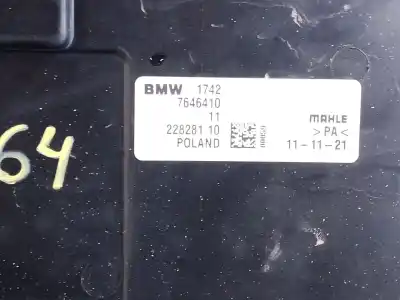 BMW 1742
7646410
11
MAHLE
228281 10
>PA<
POLAND
11-11-21
64